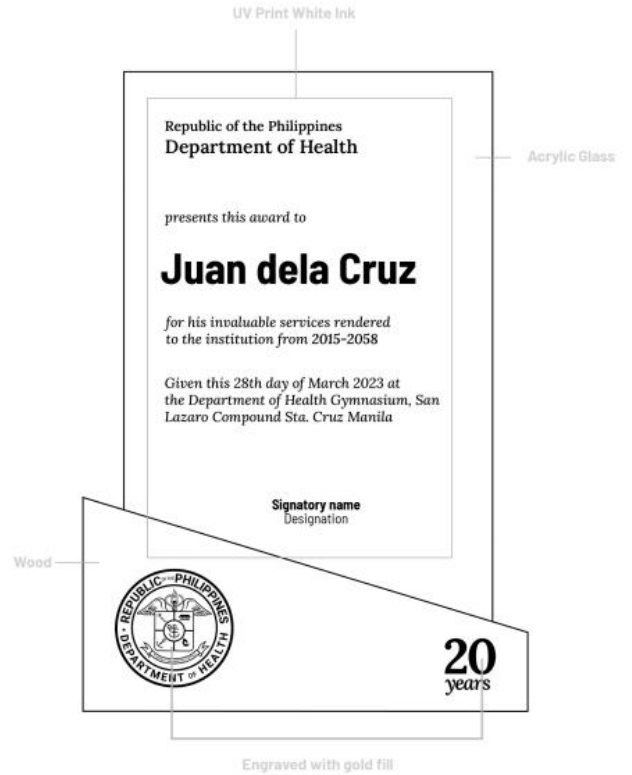 UV Print White Ink
Republic of the Philippines
Department of Health
Acrylic Glass
presents this award to
Juan dela Cruz
for his invaluable services rendered
to the institution from 2015-2058
Given this 28th day of March 2023 at
the Department of Health Gymnasium, San
Lazaro Compound Sta. Cruz Manila
Signatory name
Designation
Wood
REPUBLIC OF THE PHILIPPINES
DEPARTMENT OF HEALTH
20
years
Engraved with gold fill